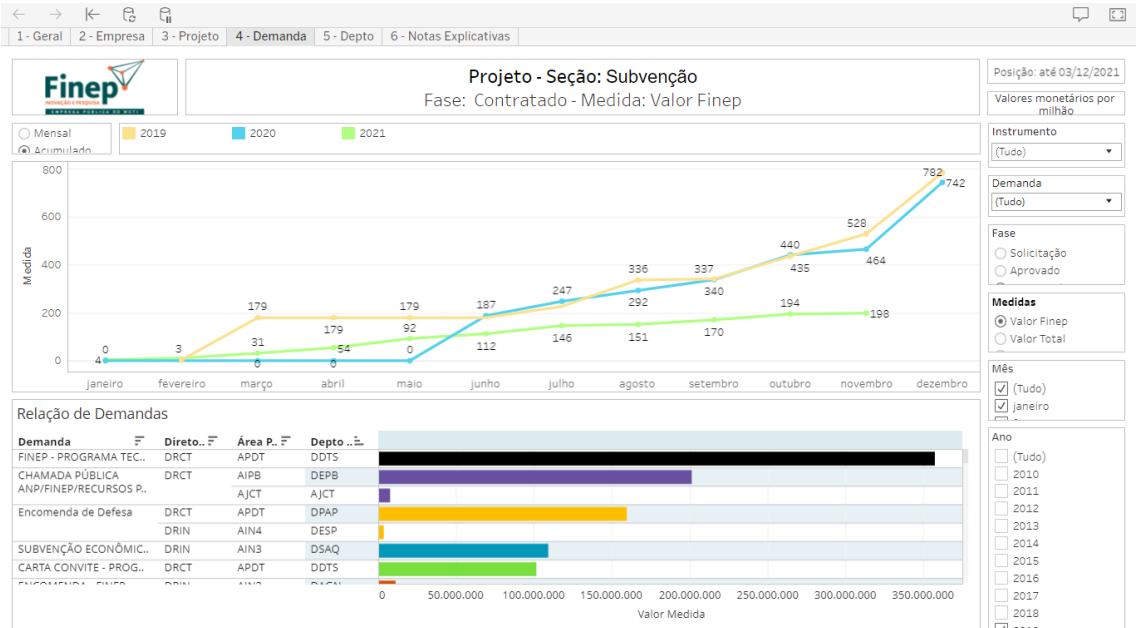 1 - Geral 2 - Empresa 3 - Projeto 4 - Demanda 5 - Depto 6 - Notas Explicativas
Finep
INOVAÇÃO E PESQUISA
EMPRESA PÚBLICA DO MCTI
Projeto - Seção: Subvenção
Fase: Contratado - Medida: Valor Finep
Posição: até 03/12/2021
Valores monetários por
milhão
Mensal
Acumulado
2019 2020 2021
Instrumento
(Tudo)
Demanda
(Tudo)
Fase
Solicitação
Aprovado
Medidas
Valor Finep
Valor Total
Mês
(Tudo)
janeiro
Ano
(Tudo)
2010
2011
2012
2013
2014
2015
2016
2017
2018
Medida
800
600
400
200
0
782
742
528
464
440
435
337
340
336
292
247
187
179
179
179
194
198
170
151
146
112
92
54
31
3
0
4
0
0
0
janeiro fevereiro março abril maio junho julho agosto setembro outubro novembro dezembro
Relação de Demandas
Demanda Direto.. Área P.. Depto ..
FINEP - PROGRAMA TEC.. DRCT APDT DDTS
CHAMADA PÚBLICA DRCT AIPB DEPB
ANP/FINEP/RECURSOS P.. AJCT AJCT
Encomenda de Defesa DRCT APDT DPAP
DRIN AIN4 DESP
SUBVENÇÃO ECONÔMIC.. DRIN AIN3 DSAQ
CARTA CONVITE - PROG.. DRCT APDT DDTS
0 50.000.000 100.000.000 150.000.000 200.000.000 250.000.000 300.000.000 350.000.000
Valor Medida